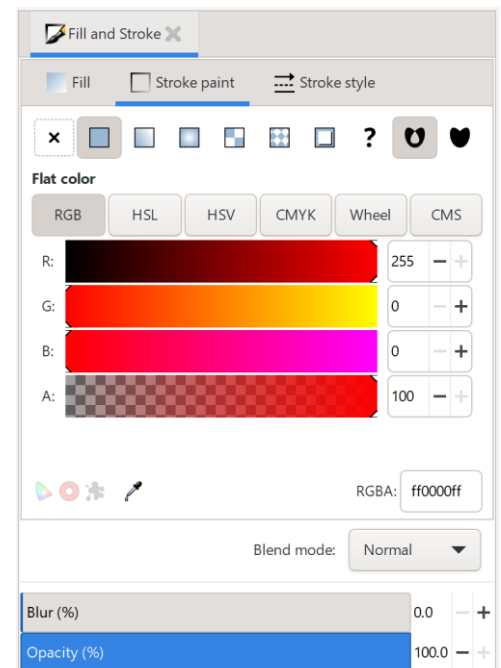 Fill and Stroke
Fill Stroke paint Stroke style
?
Flat color
RGB HSL HSV CMYK Wheel CMS
R: 255 − +
G: 0 − +
B: 0 − +
A: 100 − +
RGBA: ff0000ff
Blend mode: Normal
Blur (%) 0.0 − +
Opacity (%) 100.0 − +